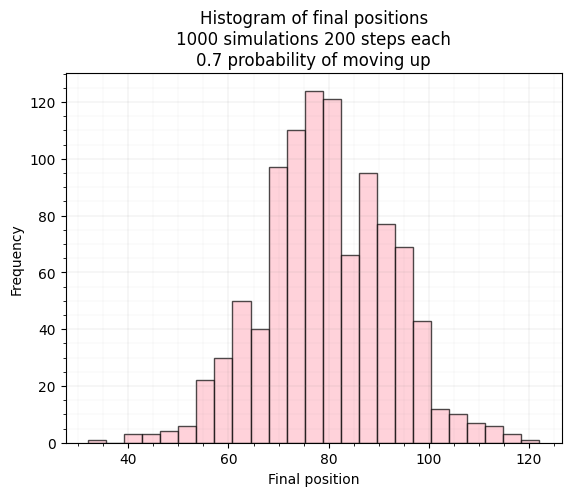 Histogram of final positions
1000 simulations 200 steps each
0.7 probability of moving up
120
100
80
60
40
20
0
Frequency
40 60 80 100 120
Final position